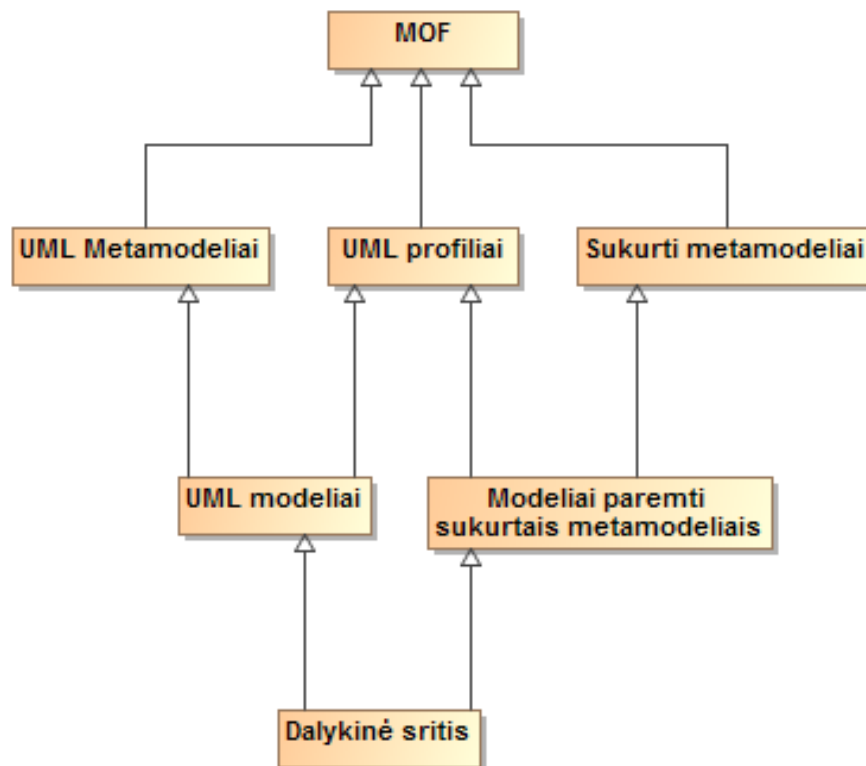 MOF
UML Metamodeliai
UML profiliai
Sukurti metamodeliai
UML modeliai
Modeliai paremti
sukurtais metamodeliais
Dalykinė sritis